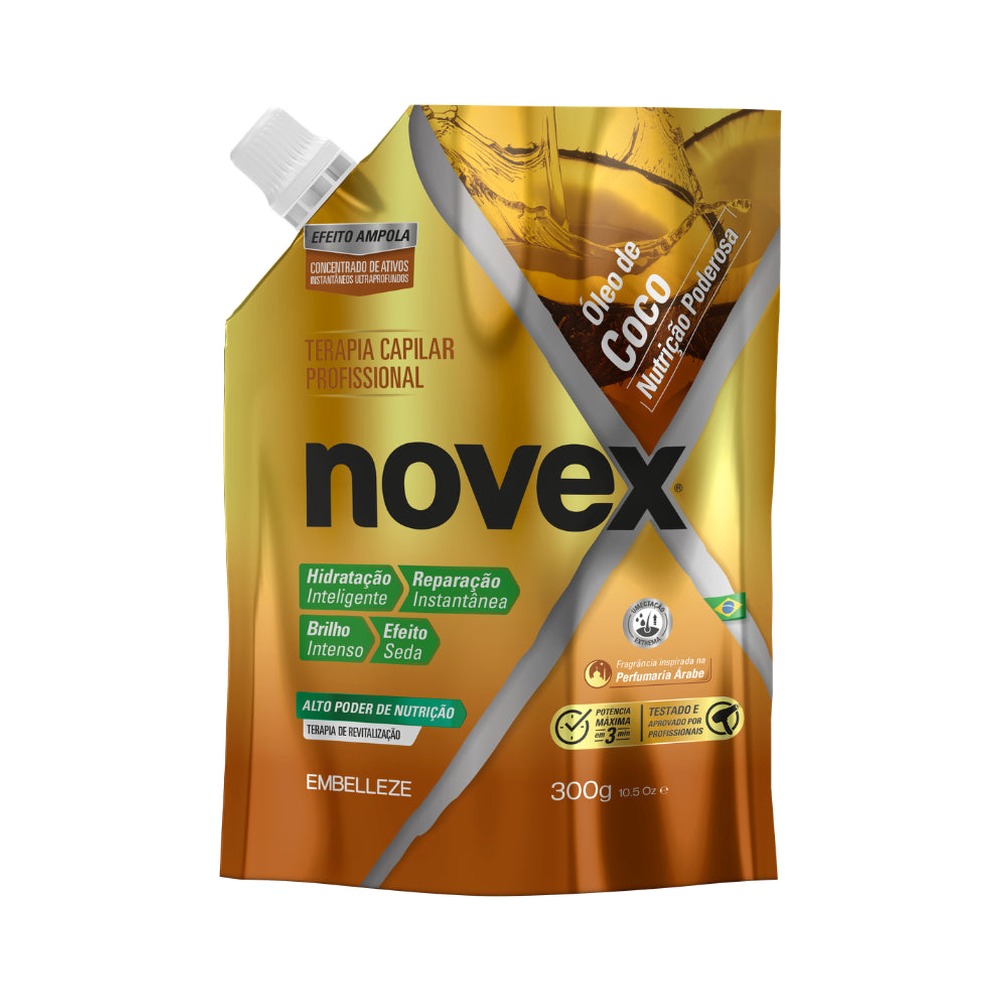 EFEITO AMPOLA
CONCENTRADO DE ATIVOS
INSTANTÂNEOS ULTRAPROFUNDOS
TERAPIA CAPILAR
PROFISSIONAL
Óleo de
Coco
Nutrição Poderosa
novex®
Hidratação
Inteligente
Reparação
Instantânea
Brilho
Intenso
Efeito
Seda
UMECTAÇÃO
EXTREMA
Fragrância inspirada na
Perfumaria Árabe
ALTO PODER DE NUTRIÇÃO
TERAPIA DE REVITALIZAÇÃO
POTÊNCIA
MÁXIMA
em 3 min
TESTADO E
APROVADO POR
PROFISSIONAIS
EMBELLEZE
300g 10.5 Oz ℮